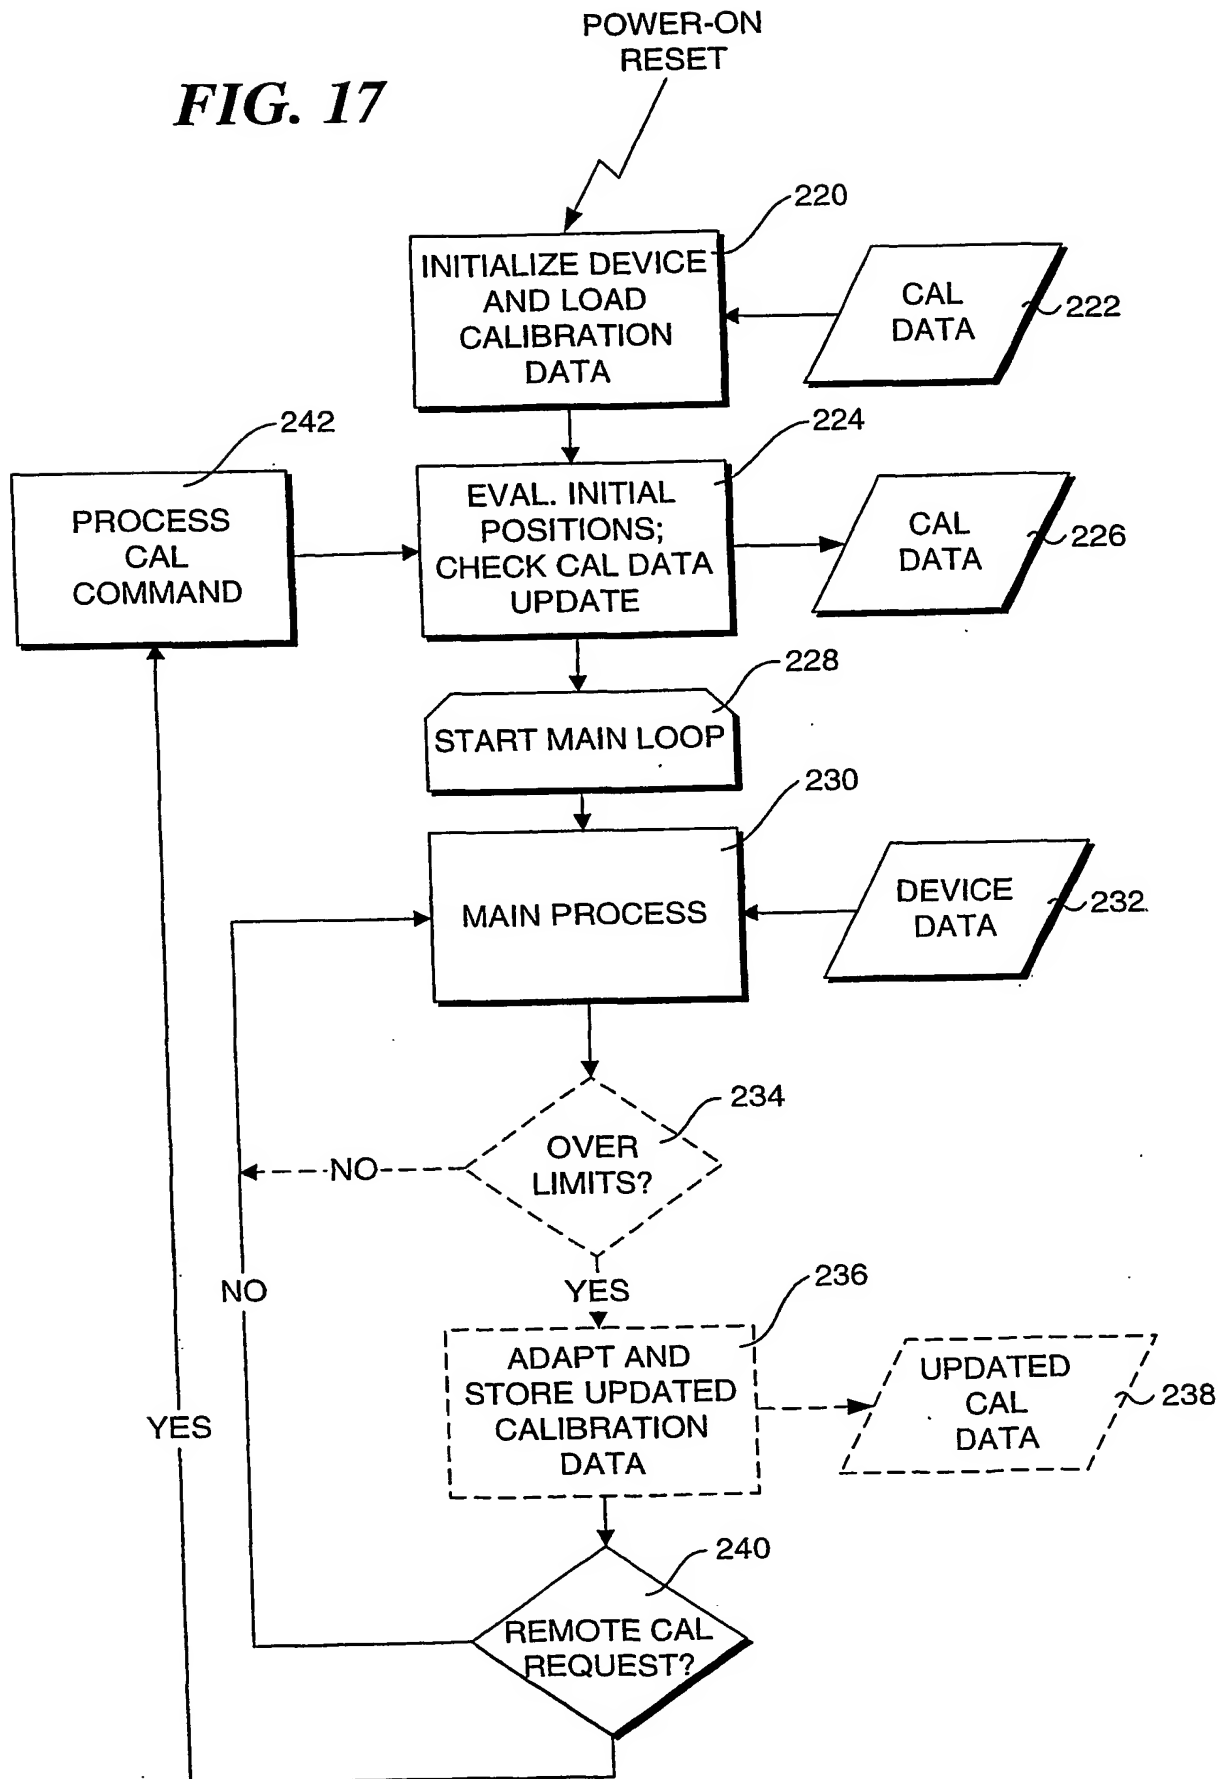 POWER-ON
RESET
FIG. 17
220
INITIALIZE DEVICE
AND LOAD
CALIBRATION
DATA
CAL
DATA
222
242
224
PROCESS
CAL
COMMAND
EVAL. INITIAL
POSITIONS;
CHECK CAL DATA
UPDATE
CAL
DATA
226
228
START MAIN LOOP
230
MAIN PROCESS
DEVICE
DATA
232
234
OVER
LIMITS?
NO
NO
YES
236
ADAPT AND
STORE UPDATED
CALIBRATION
DATA
UPDATED
CAL
DATA
238
YES
240
REMOTE CAL
REQUEST?